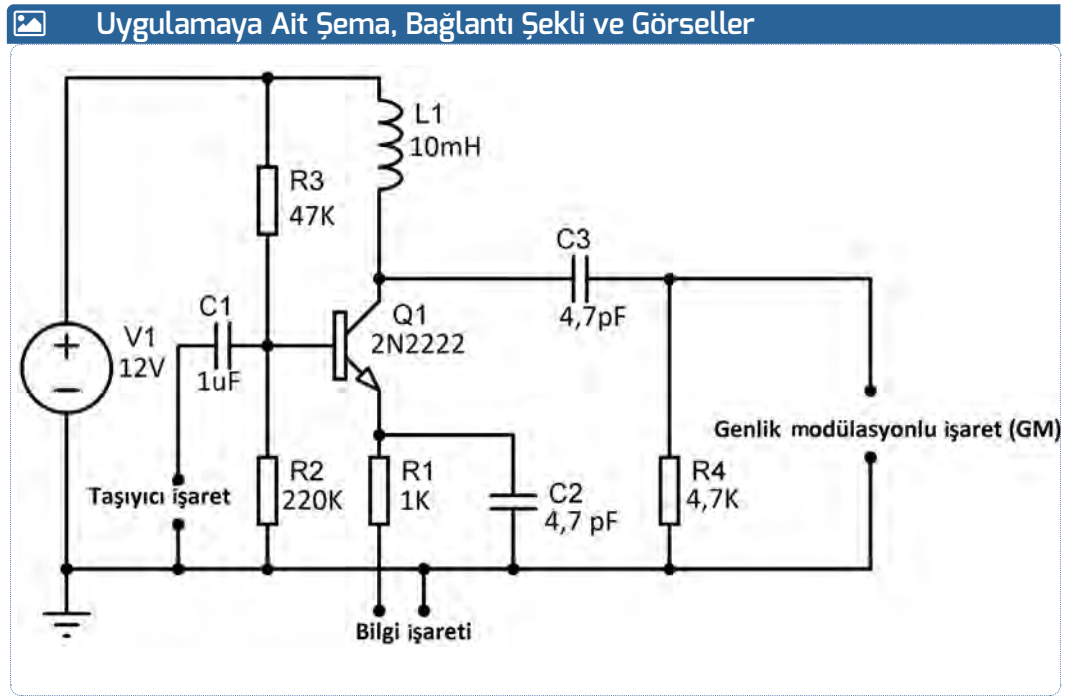 Uygulamaya Ait Şema, Bağlantı Şekli ve Görseller
L1
10mH
R3
47K
C3
4,7pF
C1
1uF
Q1
2N2222
V1
12V
+
−
Genlik modülasyonlu işaret (GM)
Taşıyıcı işaret
R2
220K
R1
1K
C2
4,7 pF
R4
4,7K
Bilgi işareti